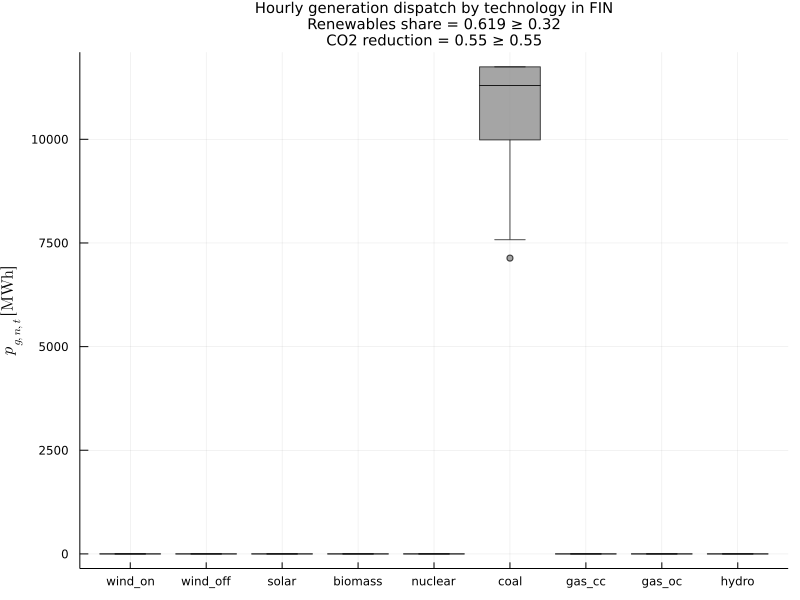 Hourly generation dispatch by technology in FIN
Renewables share = 0.619 ≥ 0.32
CO2 reduction = 0.55 ≥ 0.55
p_{g,n,t} [MWh]
10000
7500
5000
2500
0
wind_on wind_off solar biomass nuclear coal gas_cc gas_oc hydro